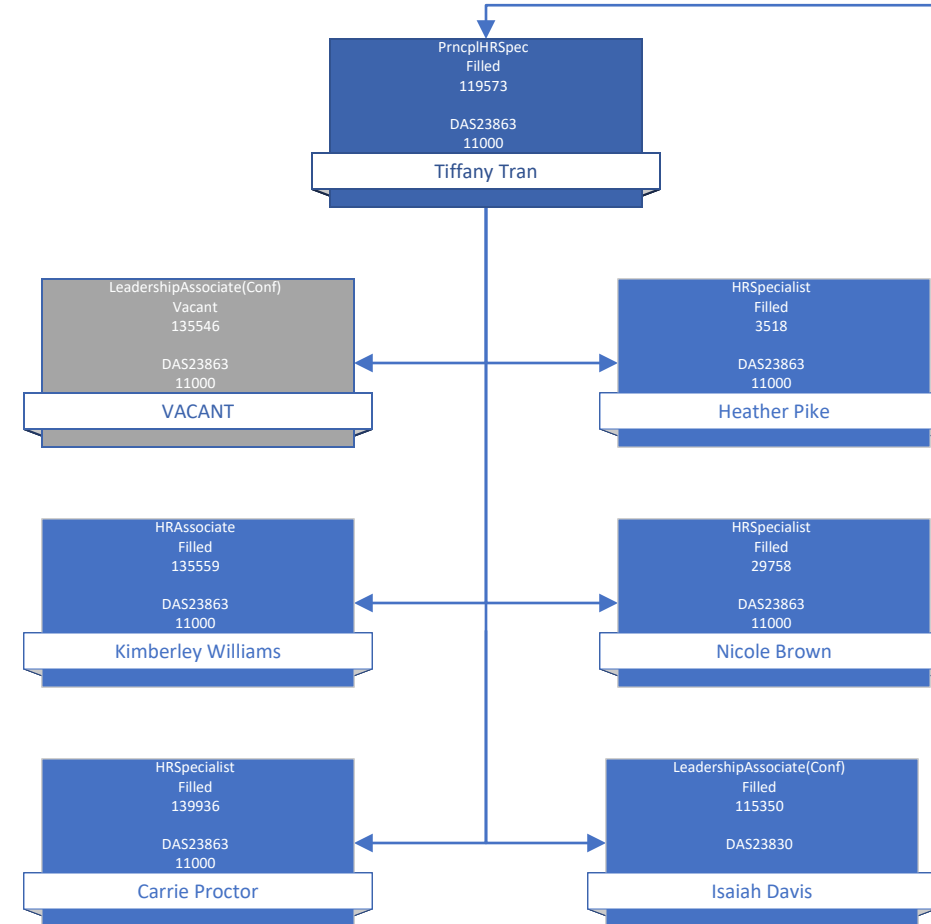 PrncplHRSpec
Filled
119573
DAS23863
11000
Tiffany Tran
LeadershipAssociate(Conf)
Vacant
135546
DAS23863
11000
VACANT
HRSpecialist
Filled
3518
DAS23863
11000
Heather Pike
HRAssociate
Filled
135559
DAS23863
11000
Kimberley Williams
HRSpecialist
Filled
29758
DAS23863
11000
Nicole Brown
HRSpecialist
Filled
139936
DAS23863
11000
Carrie Proctor
LeadershipAssociate(Conf)
Filled
115350
DAS23830
Isaiah Davis